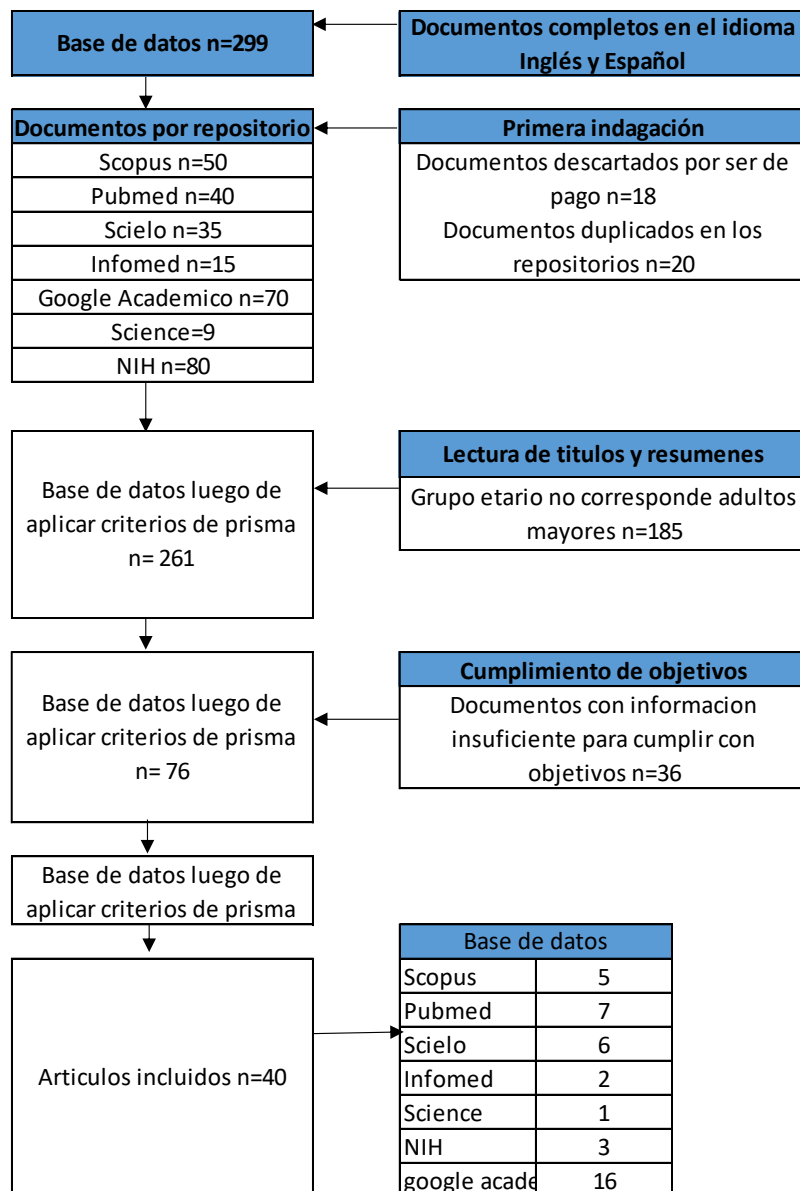 Base de datos n=299
Documentos completos en el idioma
Inglés y Español
Documentos por repositorio
Scopus n=50
Pubmed n=40
Scielo n=35
Infomed n=15
Google Academico n=70
Science=9
NIH n=80
Primera indagación
Documentos descartados por ser de
pago n=18
Documentos duplicados en los
repositorios n=20
Base de datos luego de
aplicar criterios de prisma
n= 261
Lectura de titulos y resumenes
Grupo etario no corresponde adultos
mayores n=185
Base de datos luego de
aplicar criterios de prisma
n= 76
Cumplimiento de objetivos
Documentos con informacion
insuficiente para cumplir con
objetivos n=36
Base de datos luego de
aplicar criterios de prisma
Articulos incluidos n=40
Base de datos
Scopus 5
Pubmed 7
Scielo 6
Infomed 2
Science 1
NIH 3
google acade 16